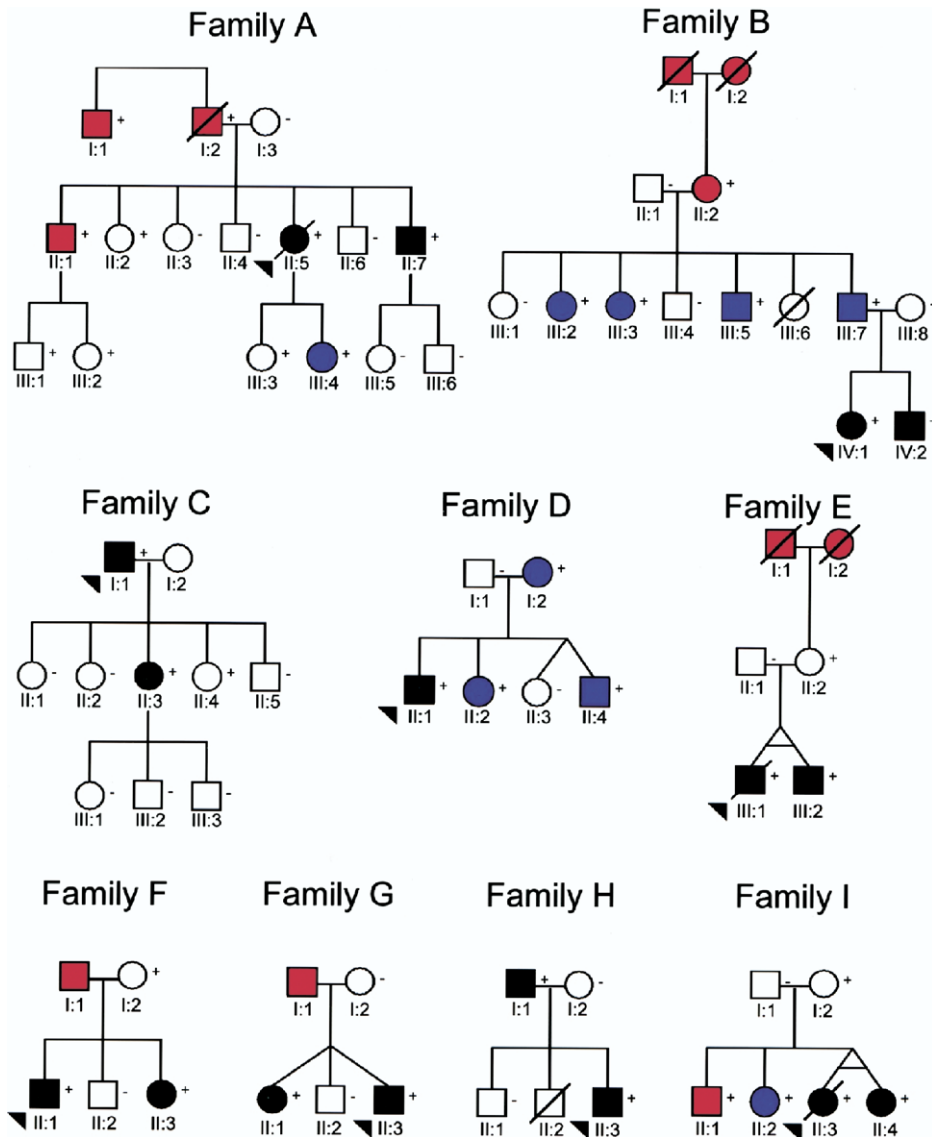 Family A
+ + -
I:1 I:2 I:3
+ + - - + - +
II:1 II:2 II:3 II:4 II:5 II:6 II:7
+ + + + - -
III:1 III:2 III:3 III:4 III:5 III:6
Family B
I:1 I:2
- +
II:1 II:2
- + + - + +
III:1 III:2 III:3 III:4 III:5 III:6 III:7 III:8
+
IV:1 IV:2
Family C
+
I:1 I:2
- - + + -
II:1 II:2 II:3 II:4 II:5
- - -
III:1 III:2 III:3
Family D
- +
I:1 I:2
+ + - +
II:1 II:2 II:3 II:4
Family E
I:1 I:2
- +
II:1 II:2
+ +
III:1 III:2
Family F
+
I:1 I:2
+ - +
II:1 II:2 II:3
Family G
-
I:1 I:2
+ - +
II:1 II:2 II:3
Family H
+ -
I:1 I:2
- +
II:1 II:2 II:3
Family I
- +
I:1 I:2
+ + + +
II:1 II:2 II:3 II:4